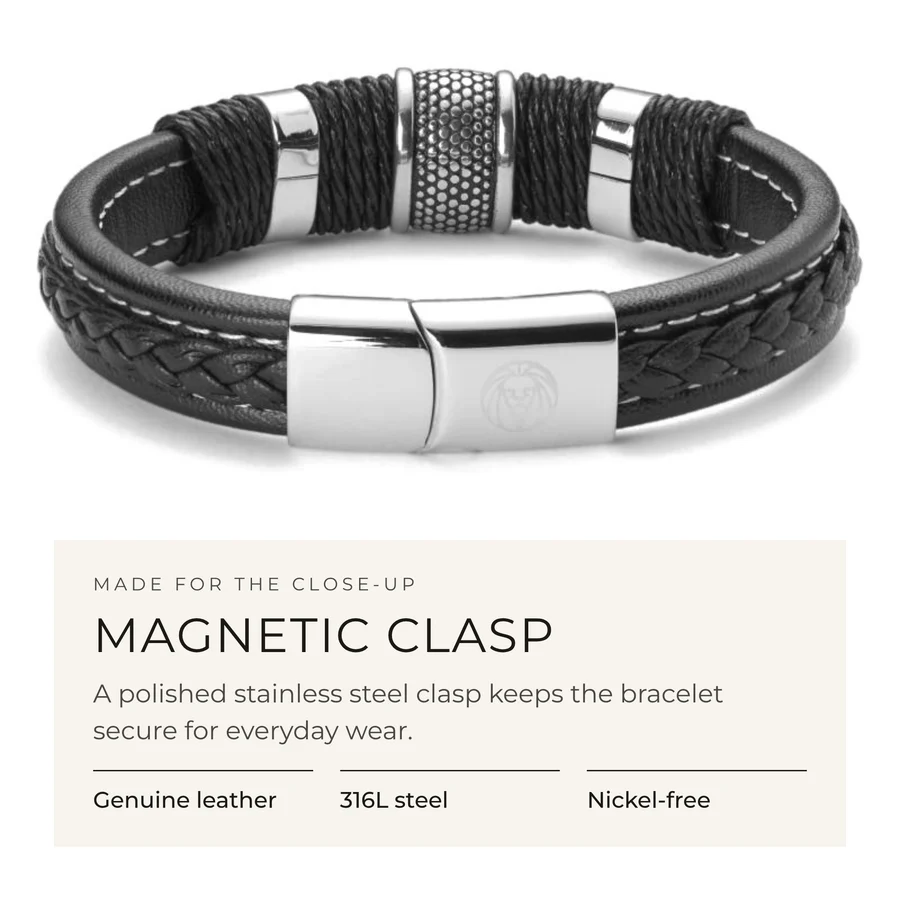 MADE FOR THE CLOSE-UP
MAGNETIC CLASP
A polished stainless steel clasp keeps the bracelet
secure for everyday wear.
Genuine leather
316L steel
Nickel-free